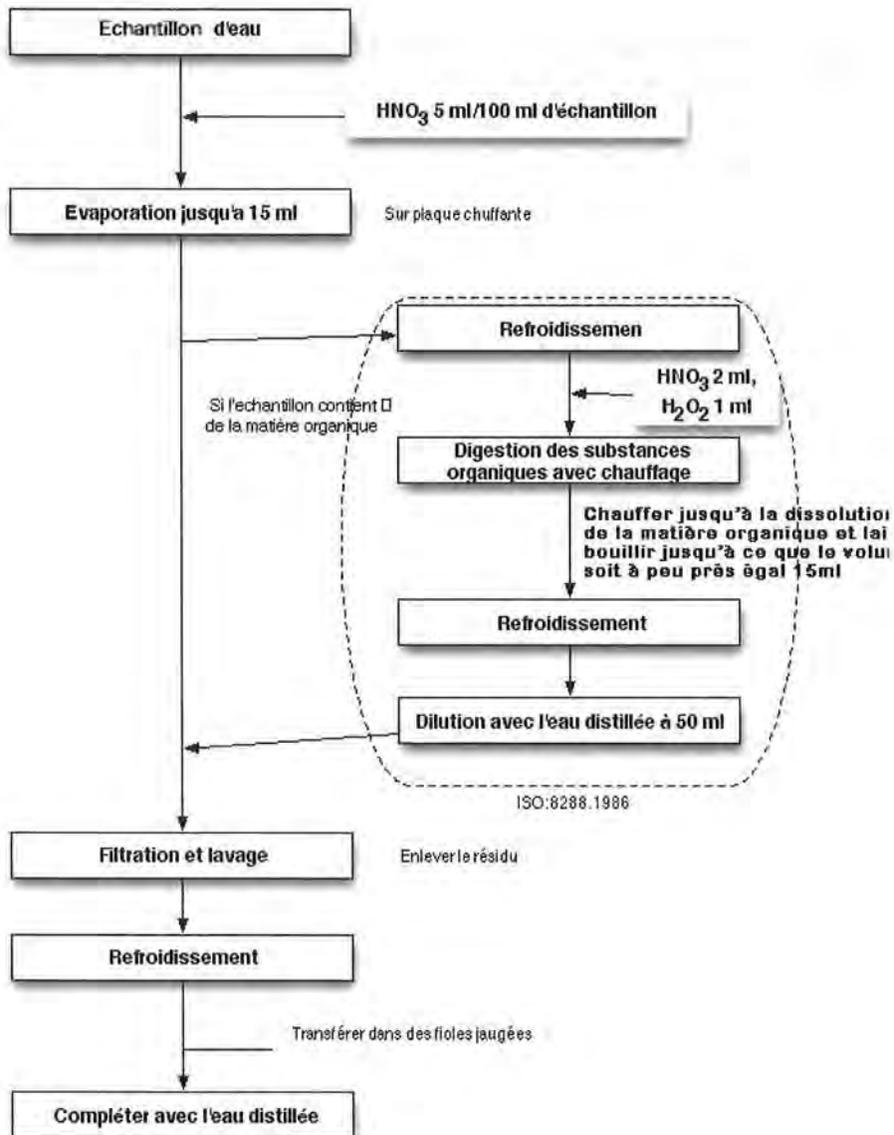 Echantillon d'eau
HNO3 5 ml/100 ml d'échantillon
Evaporation jusqu'a 15 ml
Sur plaque chuffante
Refroidissemen
HNO3 2 ml,
H2O2 1 ml
Si l'echantillon contient
de la matière organique
Digestion des substances
organiques avec chauffage
Chauffer jusqu'à la dissolutio
de la matière organique et lai
bouillir jusqu'à ce que le volu
soit à peu près égal 15ml
Refroidissement
Dilution avec l'eau distillée à 50 ml
ISO:8288.1986
Filtration et lavage
Enlever le résidu
Refroidissement
Transférer dans des fioles jaugées
Compléter avec l'eau distillée